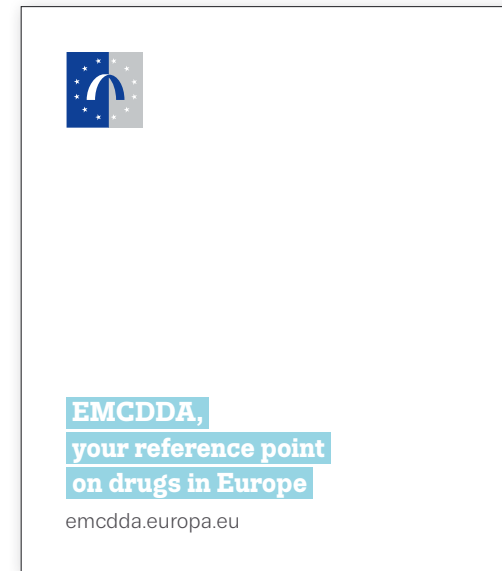 EMCDDA,
your reference point
on drugs in Europe
emcdda.europa.eu